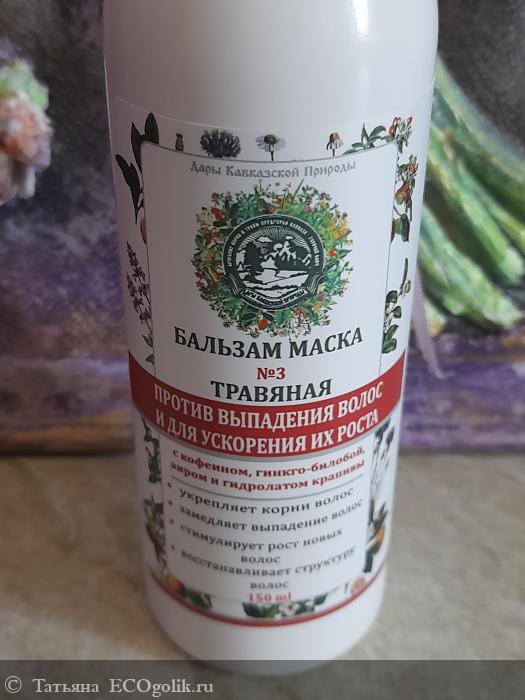 Дары Кавказской Природы
БАЛЬЗАМ МАСКА
№3
ТРАВЯНАЯ
ПРОТИВ ВЫПАДЕНИЯ ВОЛОС
И ДЛЯ УСКОРЕНИЯ ИХ РОСТА
с кофеином, гинкго-билобой,
аиром и гидролатом крапивы
• укрепляет корни волос
• замедляет выпадение волос
• стимулирует рост новых
волос
• восстанавливает структуру
волос
150 ml
© Татьяна ECOgolik.ru